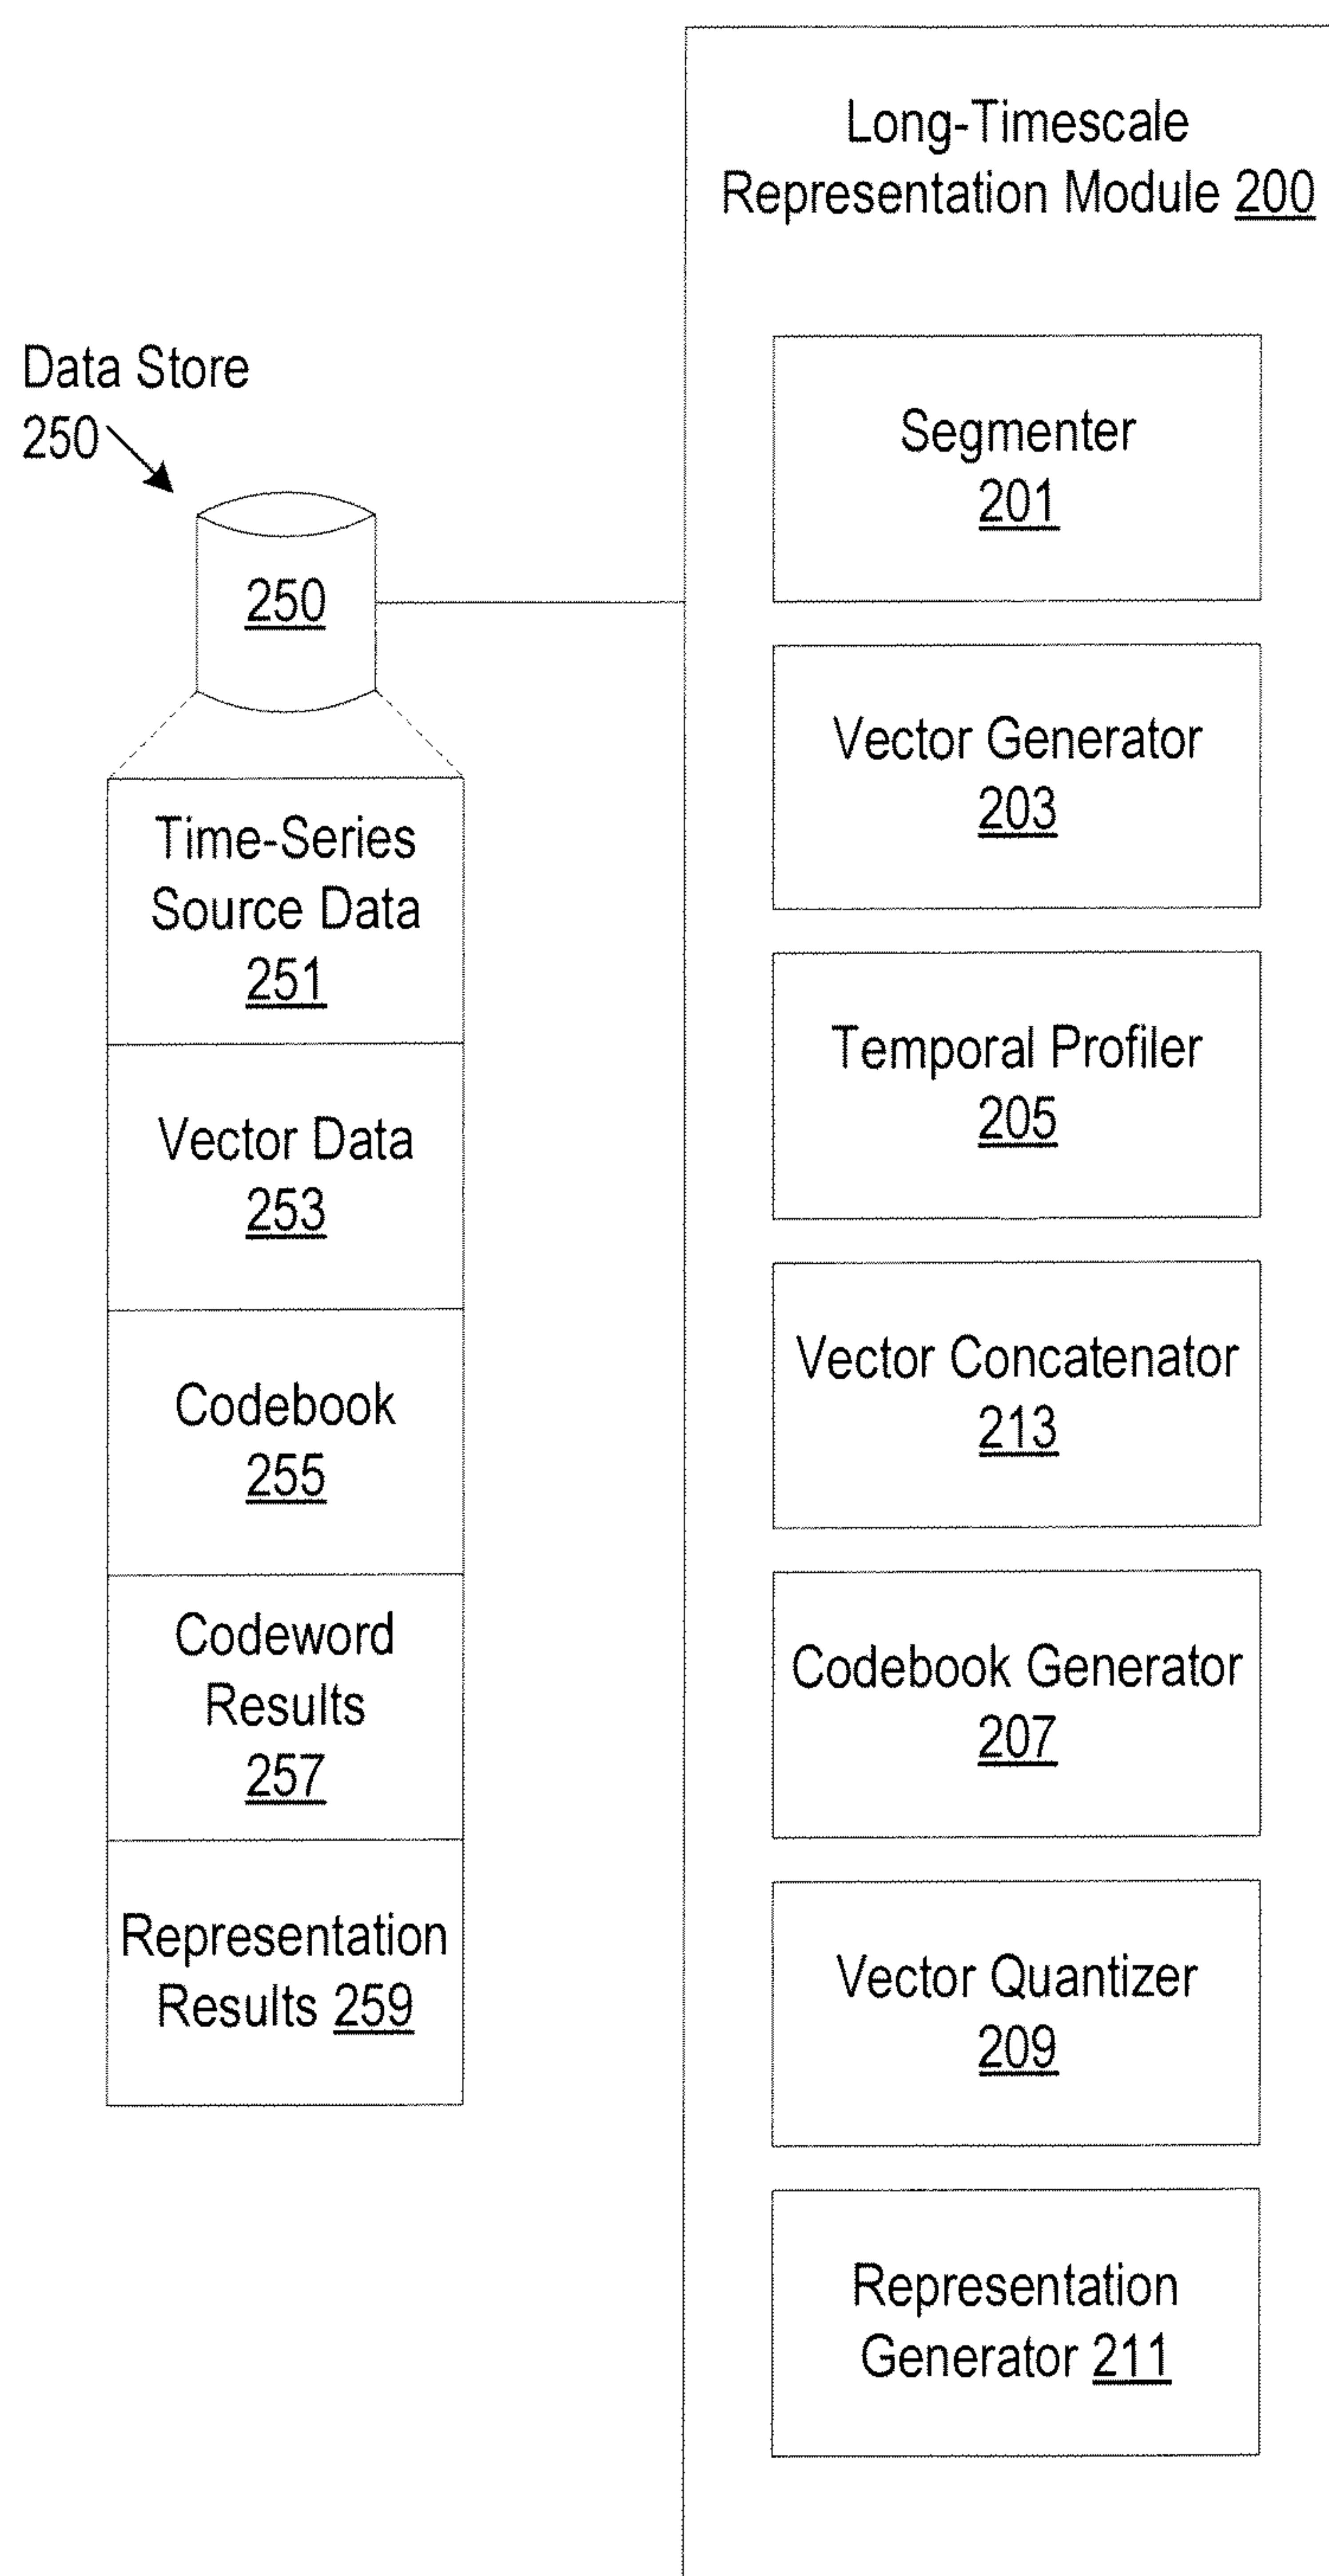 Long-Timescale
Representation Module 200
Data Store
250
250
Time-Series
Source Data
251
Vector Data
253
Codebook
255
Codeword
Results
257
Representation
Results 259
Segmenter
201
Vector Generator
203
Temporal Profiler
205
Vector Concatenator
213
Codebook Generator
207
Vector Quantizer
209
Representation
Generator 211